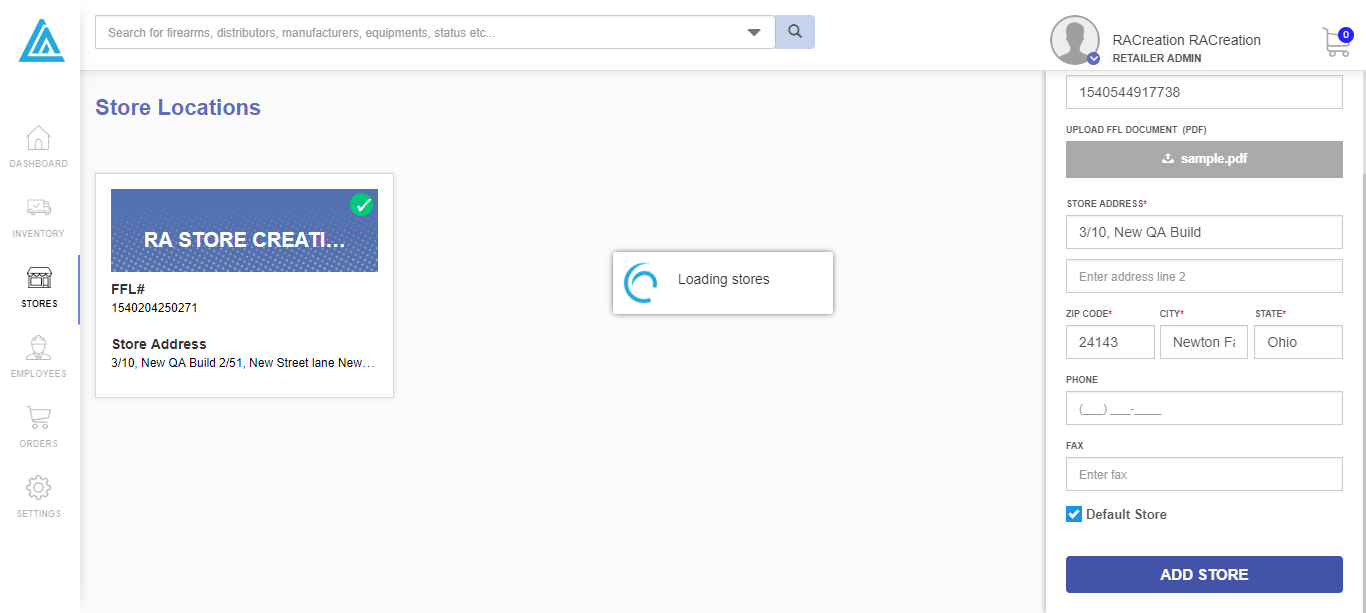 Search for firearms, distributors, manufacturers, equipments, status etc...
RACreation RACreation
RETAILER ADMIN
0
DASHBOARD
INVENTORY
STORES
EMPLOYEES
ORDERS
SETTINGS
Store Locations
RA STORE CREATI...
FFL#
1540204250271
Store Address
3/10, New QA Build 2/51, New Street lane New...
Loading stores
1540544917738
UPLOAD FFL DOCUMENT (PDF)
sample.pdf
STORE ADDRESS*
3/10, New QA Build
Enter address line 2
ZIP CODE* CITY* STATE*
24143 Newton Fa Ohio
PHONE
(___) ___-____
FAX
Enter fax
Default Store
ADD STORE